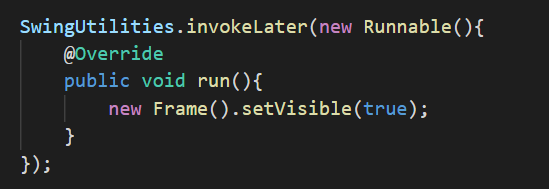 SwingUtilities.invokeLater(new Runnable(){
    @Override
    public void run(){
        new Frame().setVisible(true);
    }
});